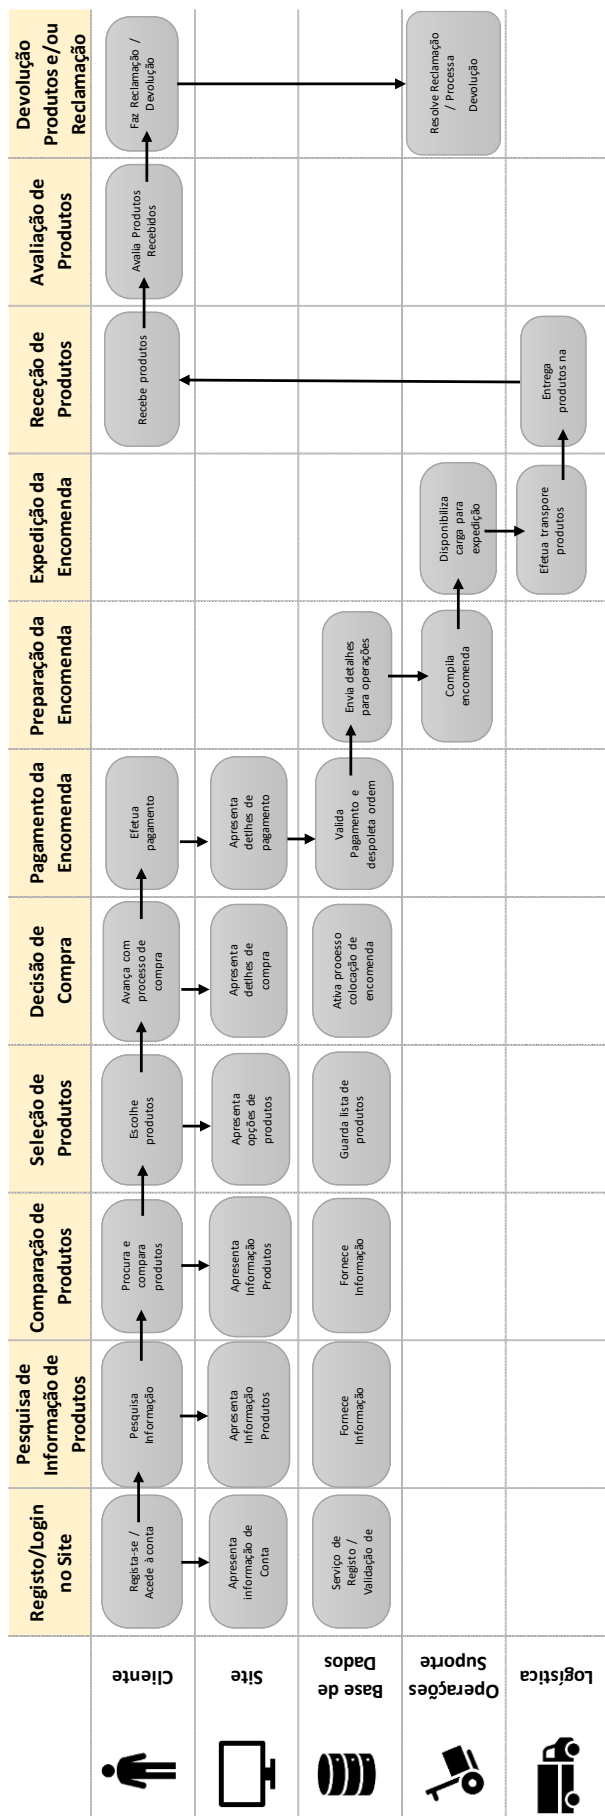 Registo/Login
no Site
Pesquisa de
Informação de
Produtos
Comparação de
Produtos
Seleção de
Produtos
Decisão de
Compra
Pagamento da
Encomenda
Preparação da
Encomenda
Expedição da
Encomenda
Receção de
Produtos
Avaliação de
Produtos
Devolução
Produtos e/ou
Reclamação
Cliente
Regista-se /
Acede à conta
Pesquisa
Informação
Procura e
compara
produtos
Escolhe
produtos
Avança com
processo de
compra
Efetua
pagamento
Recebe produtos
Avalia Produtos
Recebidos
Faz Reclamação /
Devolução
Site
Apresenta
informação de
Conta
Apresenta
Informação
Produtos
Apresenta
Informação
Produtos
Apresenta
opções de
produtos
Apresenta
detlhes de
compra
Apresenta
detlhes de
pagamento
Base de
Dados
Serviço de
Registo /
Validação de
Fornece
Informação
Fornece
Informação
Guarda lista de
produtos
Ativa processo
colocação de
encomenda
Valida
Pagamento e
despoleta ordem
Envia detalhes
para operações
Operações
Suporte
Compila
encomenda
Disponibiliza
carga para
expedição
Resolve Reclamação
/ Processa
Devolução
Logística
Efetua transpore
produtos
Entrega
produtos na